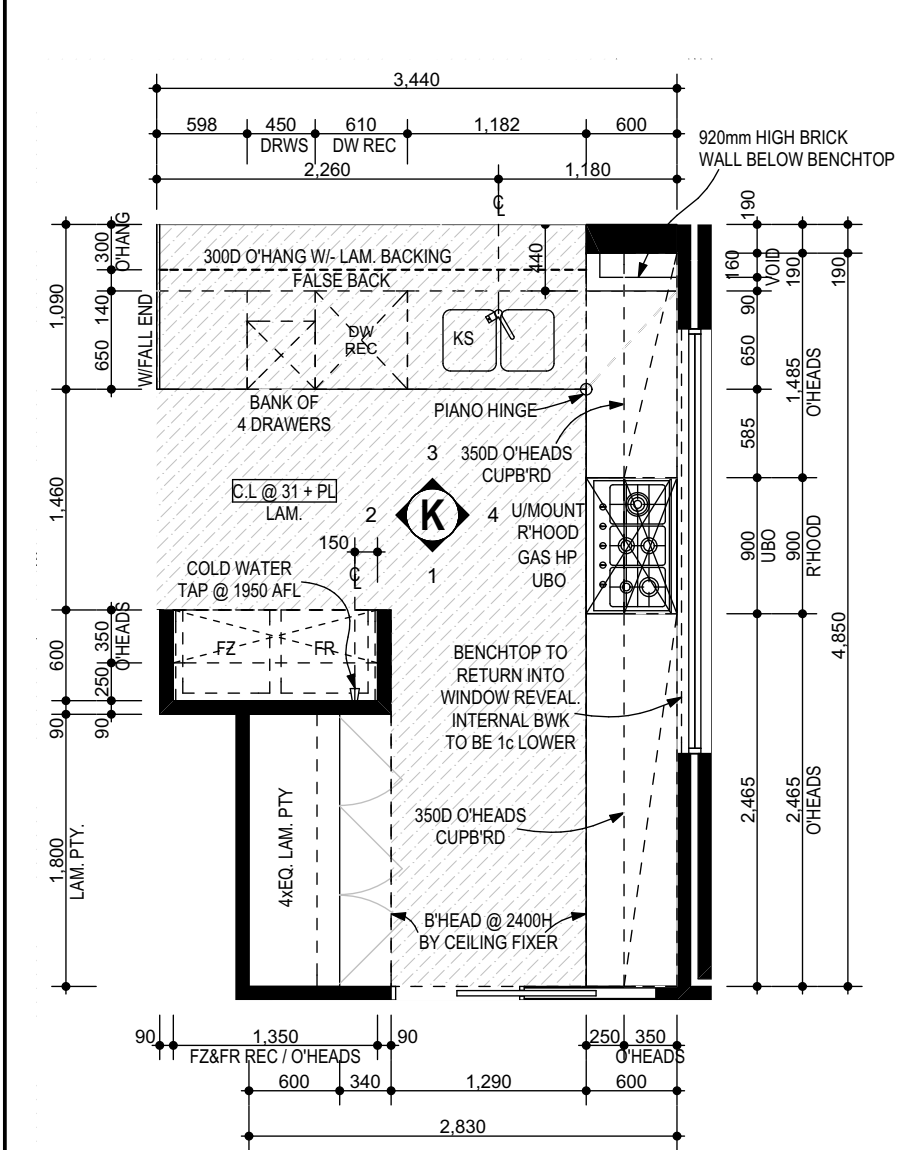 3,440
598 450 610 1,182 600
DRWS DW REC
2,260 1,180
920mm HIGH BRICK
WALL BELOW BENCHTOP
℄
300
O'HANG
140
650
1,090
W/FALL END
300D O'HANG W/- LAM. BACKING
FALSE BACK
440
190
160
VOID
190
190
90
650
1,485
O'HEADS
585
DW
REC
KS
BANK OF
4 DRAWERS
PIANO HINGE
350D O'HEADS
CUPB'RD
3
C.L @ 31 + PL
LAM.
2
K
4
1
U/MOUNT
R'HOOD
GAS HP
UBO
900
UBO
900
R'HOOD
1,460
150
℄
COLD WATER
TAP @ 1950 AFL
600
350
O'HEADS
250
FZ FR
90
90
BENCHTOP TO
RETURN INTO
WINDOW REVEAL.
INTERNAL BWK
TO BE 1c LOWER
4,850
2,465
2,465
O'HEADS
1,800
LAM. PTY.
4xEQ. LAM. PTY
350D O'HEADS
CUPB'RD
B'HEAD @ 2400H
BY CEILING FIXER
90 1,350 90
FZ&FR REC / O'HEADS
250 350
O'HEADS
600 340 1,290 600
2,830